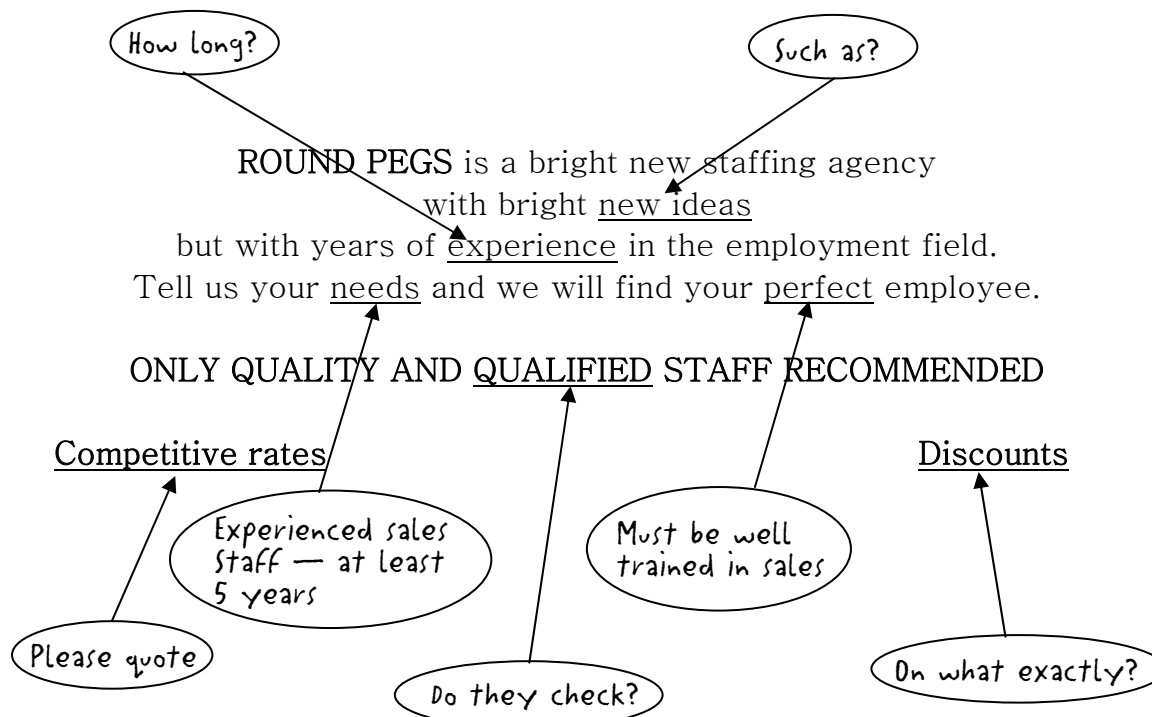 How long?
Such as?
ROUND PEGS is a bright new staffing agency
with bright new ideas
but with years of experience in the employment field.
Tell us your needs and we will find your perfect employee.
ONLY QUALITY AND QUALIFIED STAFF RECOMMENDED
Competitive rates
Discounts
Experienced sales
Staff — at least
5 years
Must be well
trained in sales
Please quote
Do they check?
On what exactly?